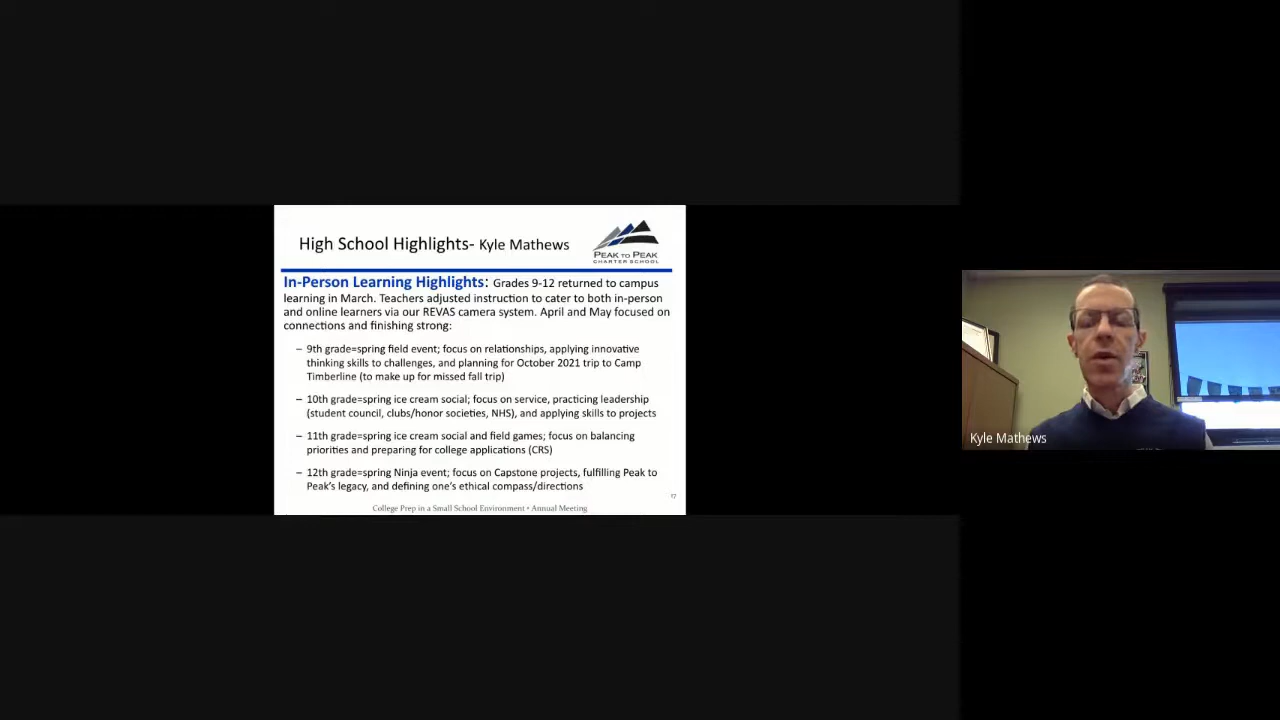 High School Highlights- Kyle Mathews
PEAK TO PEAK
CHARTER SCHOOL
In-Person Learning Highlights: Grades 9-12 returned to campus
learning in March. Teachers adjusted instruction to cater to both in-person
and online learners via our REVAS camera system. April and May focused on
connections and finishing strong:
– 9th grade=spring field event; focus on relationships, applying innovative
thinking skills to challenges, and planning for October 2021 trip to Camp
Timberline (to make up for missed fall trip)
– 10th grade=spring ice cream social; focus on service, practicing leadership
(student council, clubs/honor societies, NHS), and applying skills to projects
– 11th grade=spring ice cream social and field games; focus on balancing
priorities and preparing for college applications (CRS)
– 12th grade=spring Ninja event; focus on Capstone projects, fulfilling Peak to
Peak's legacy, and defining one's ethical compass/directions
17
College Prep in a Small School Environment • Annual Meeting
Kyle Mathews